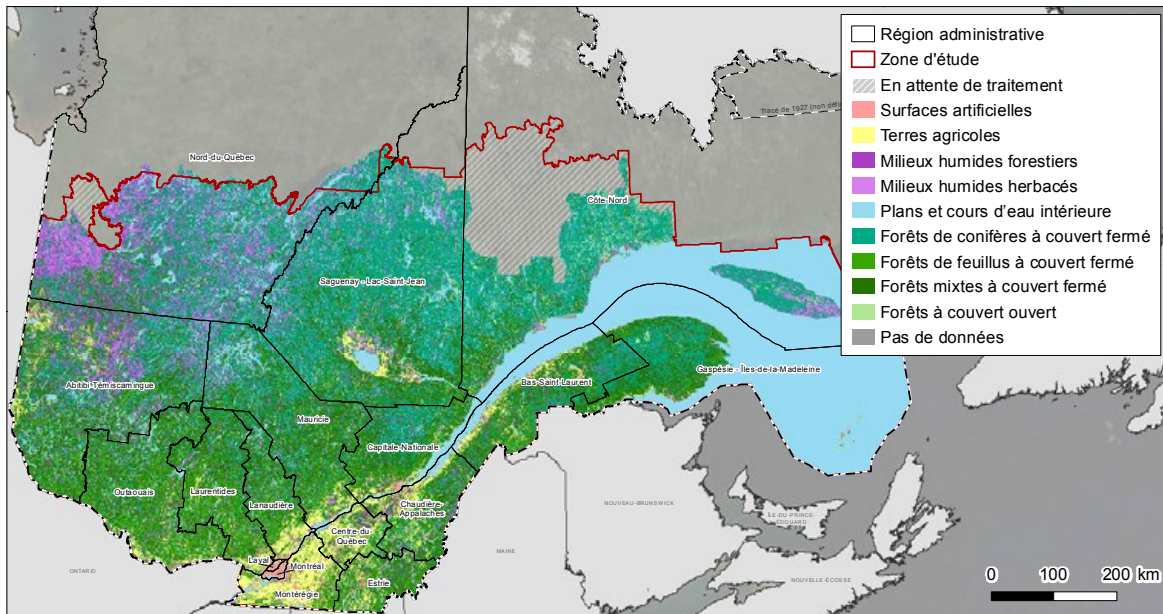 Région administrative
Zone d'étude
En attente de traitement
Surfaces artificielles
Terres agricoles
Milieux humides forestiers
Milieux humides herbacés
Plans et cours d'eau intérieure
Forêts de conifères à couvert fermé
Forêts de feuillus à couvert fermé
Forêts mixtes à couvert fermé
Forêts à couvert ouvert
Pas de données
Tracé de 1927 (non
Nord-du-Québec
Côte-Nord
Saguenay - Lac-Saint-Jean
Abitibi-Témiscamingue
Bas-Saint-Laurent
Gaspésie - Îles-de-la-Madeleine
Mauricie
Capitale-Nationale
Outaouais
Laurentides
Lanaudière
Chaudière-
Appalaches
Centre-du-
Québec
Laval
Montréal
Montérégie
Estrie
ONTARIO
MAINE
NOUVEAU-BRUNSWICK
ÎLE-DU-PRINCE-
ÉDOUARD
NOUVELLE-ÉCOSSE
0 100 200 km